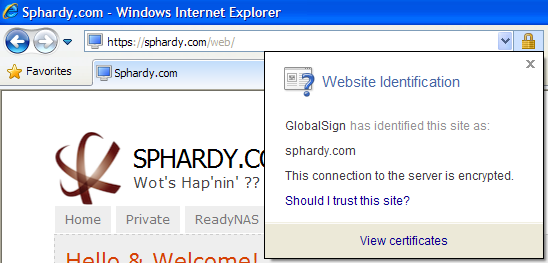 Sphardy.com - Windows Internet Explorer
https://sphardy.com/web/
Favorites
Sphardy.com
Website Identification
GlobalSign has identified this site as:
sphardy.com
This connection to the server is encrypted.
Should I trust this site?
View certificates
SPHARDY.CO
Wot's Hap'nin' ??
Home
Private
ReadyNAS
Hello & Welcome!